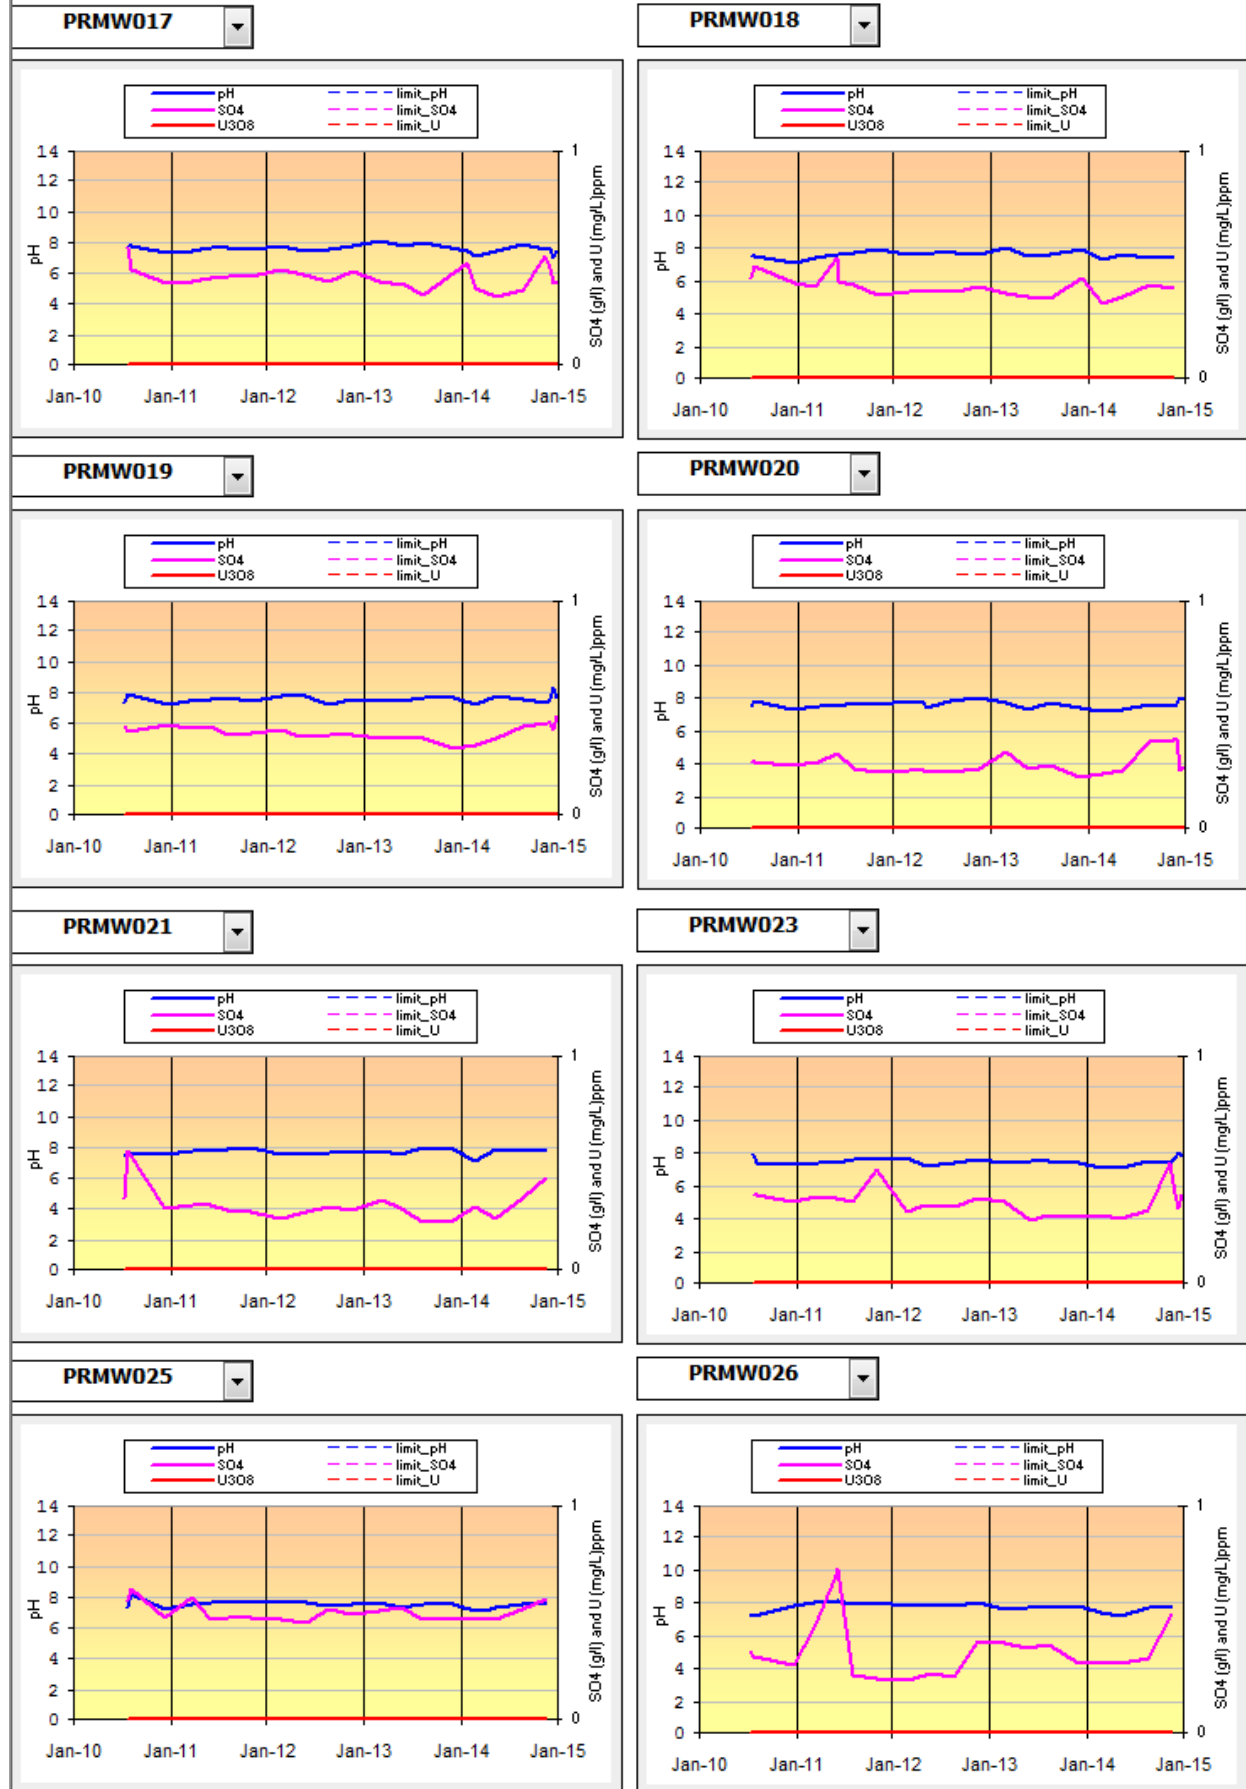 PRMW017
pH limit_pH
SO4 limit_SO4
U3O8 limit_U
14 1
12
10
8
6
4
2
0 0
pH
SO4 (g/l) and U (mg/L)ppm
Jan-10 Jan-11 Jan-12 Jan-13 Jan-14 Jan-15
PRMW018
pH limit_pH
SO4 limit_SO4
U3O8 limit_U
14 1
12
10
8
6
4
2
0 0
pH
SO4 (g/l) and U (mg/L)ppm
Jan-10 Jan-11 Jan-12 Jan-13 Jan-14 Jan-15
PRMW019
pH limit_pH
SO4 limit_SO4
U3O8 limit_U
14 1
12
10
8
6
4
2
0 0
pH
SO4 (g/l) and U (mg/L)ppm
Jan-10 Jan-11 Jan-12 Jan-13 Jan-14 Jan-15
PRMW020
pH limit_pH
SO4 limit_SO4
U3O8 limit_U
14 1
12
10
8
6
4
2
0 0
pH
SO4 (g/l) and U (mg/L)ppm
Jan-10 Jan-11 Jan-12 Jan-13 Jan-14 Jan-15
PRMW021
pH limit_pH
SO4 limit_SO4
U3O8 limit_U
14 1
12
10
8
6
4
2
0 0
pH
SO4 (g/l) and U (mg/L)ppm
Jan-10 Jan-11 Jan-12 Jan-13 Jan-14 Jan-15
PRMW023
pH limit_pH
SO4 limit_SO4
U3O8 limit_U
14 1
12
10
8
6
4
2
0 0
pH
SO4 (g/l) and U (mg/L)ppm
Jan-10 Jan-11 Jan-12 Jan-13 Jan-14 Jan-15
PRMW025
pH limit_pH
SO4 limit_SO4
U3O8 limit_U
14 1
12
10
8
6
4
2
0 0
pH
SO4 (g/l) and U (mg/L)ppm
Jan-10 Jan-11 Jan-12 Jan-13 Jan-14 Jan-15
PRMW026
pH limit_pH
SO4 limit_SO4
U3O8 limit_U
14 1
12
10
8
6
4
2
0 0
pH
SO4 (g/l) and U (mg/L)ppm
Jan-10 Jan-11 Jan-12 Jan-13 Jan-14 Jan-15